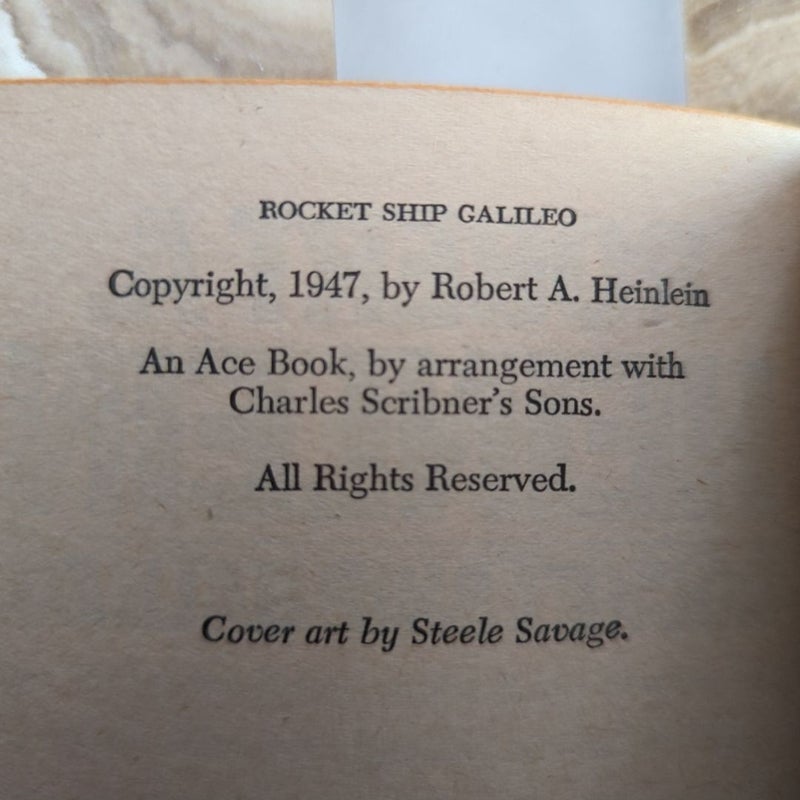 ROCKET SHIP GALILEO
Copyright, 1947, by Robert A. Heinlein
An Ace Book, by arrangement with
Charles Scribner's Sons.
All Rights Reserved.
Cover art by Steele Savage.